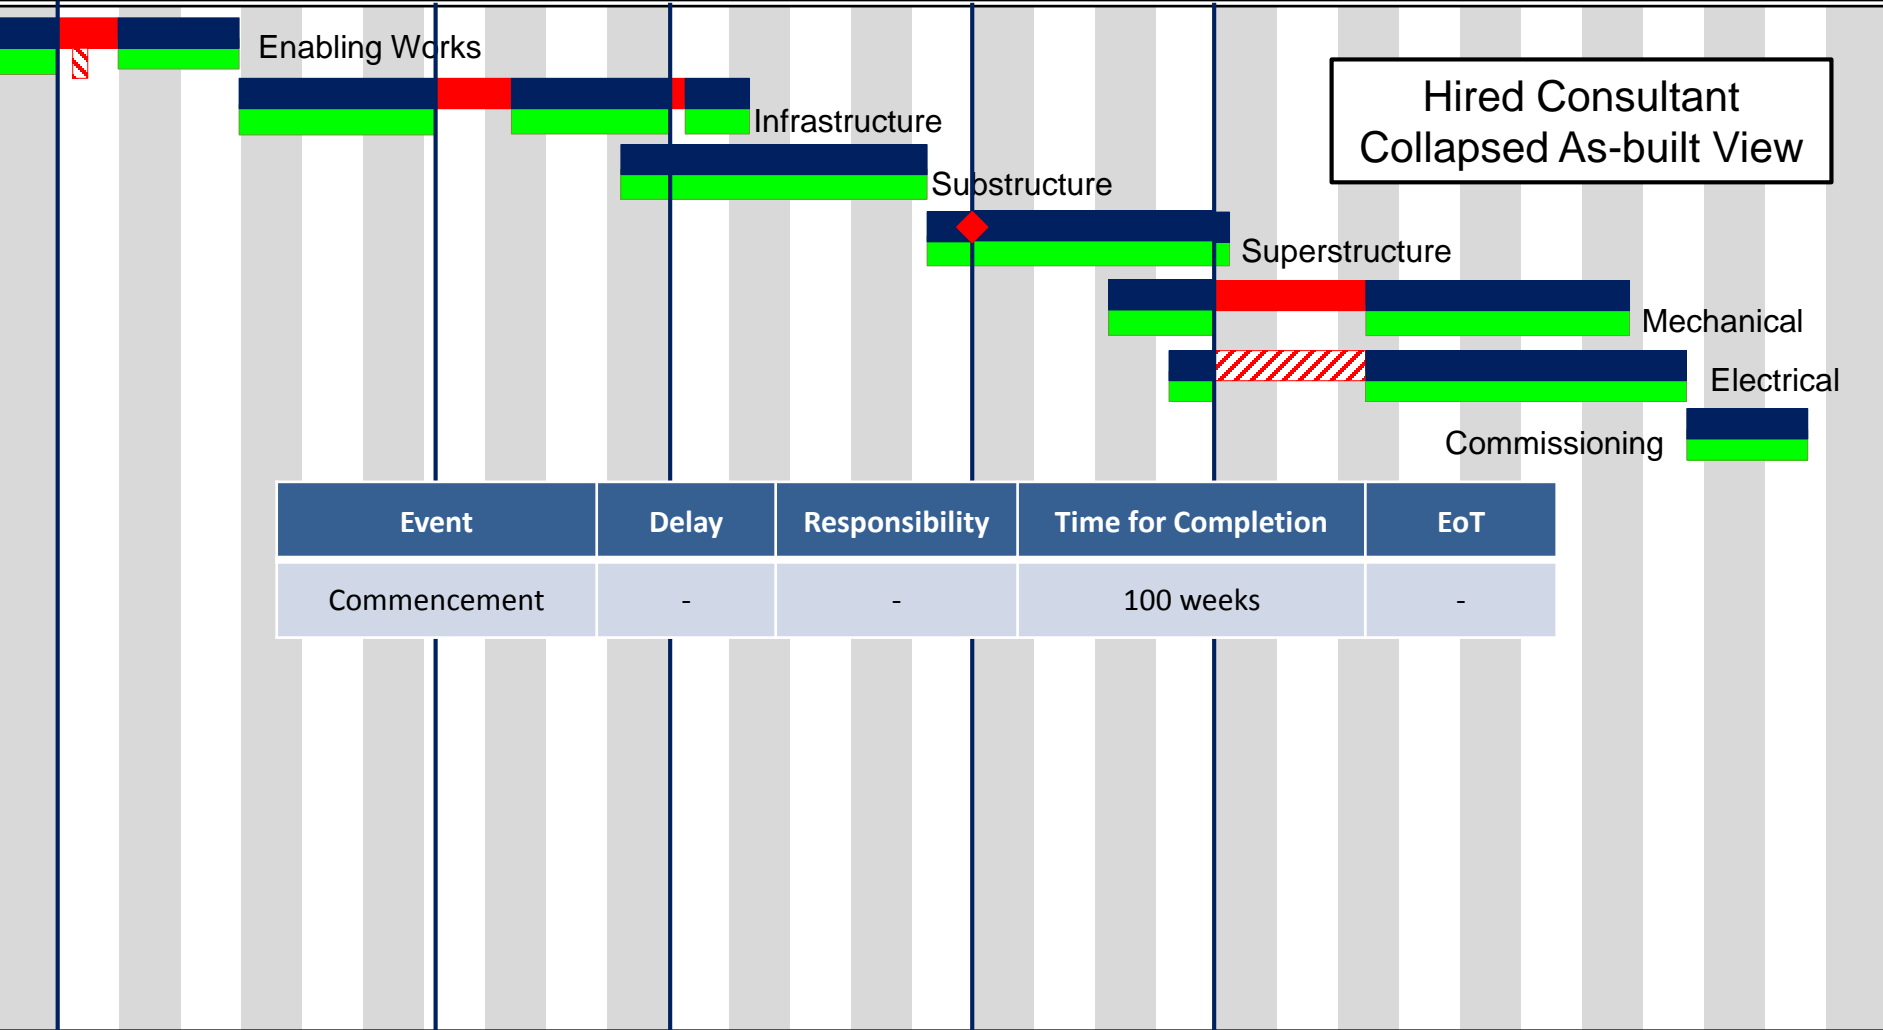 Enabling Works
Hired Consultant
Collapsed As-built View
Infrastructure
Substructure
Superstructure
Mechanical
Electrical
Commissioning
Event Delay Responsibility Time for Completion EoT
Commencement - - 100 weeks -